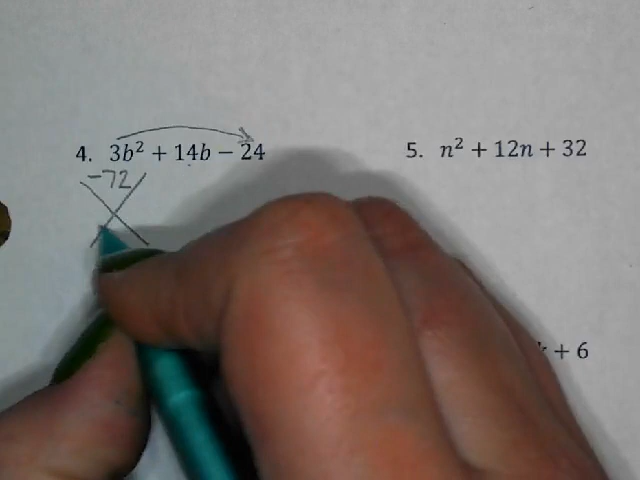 4. 3b² + 14b − 24
-72
5. n² + 12n + 32
+ 6